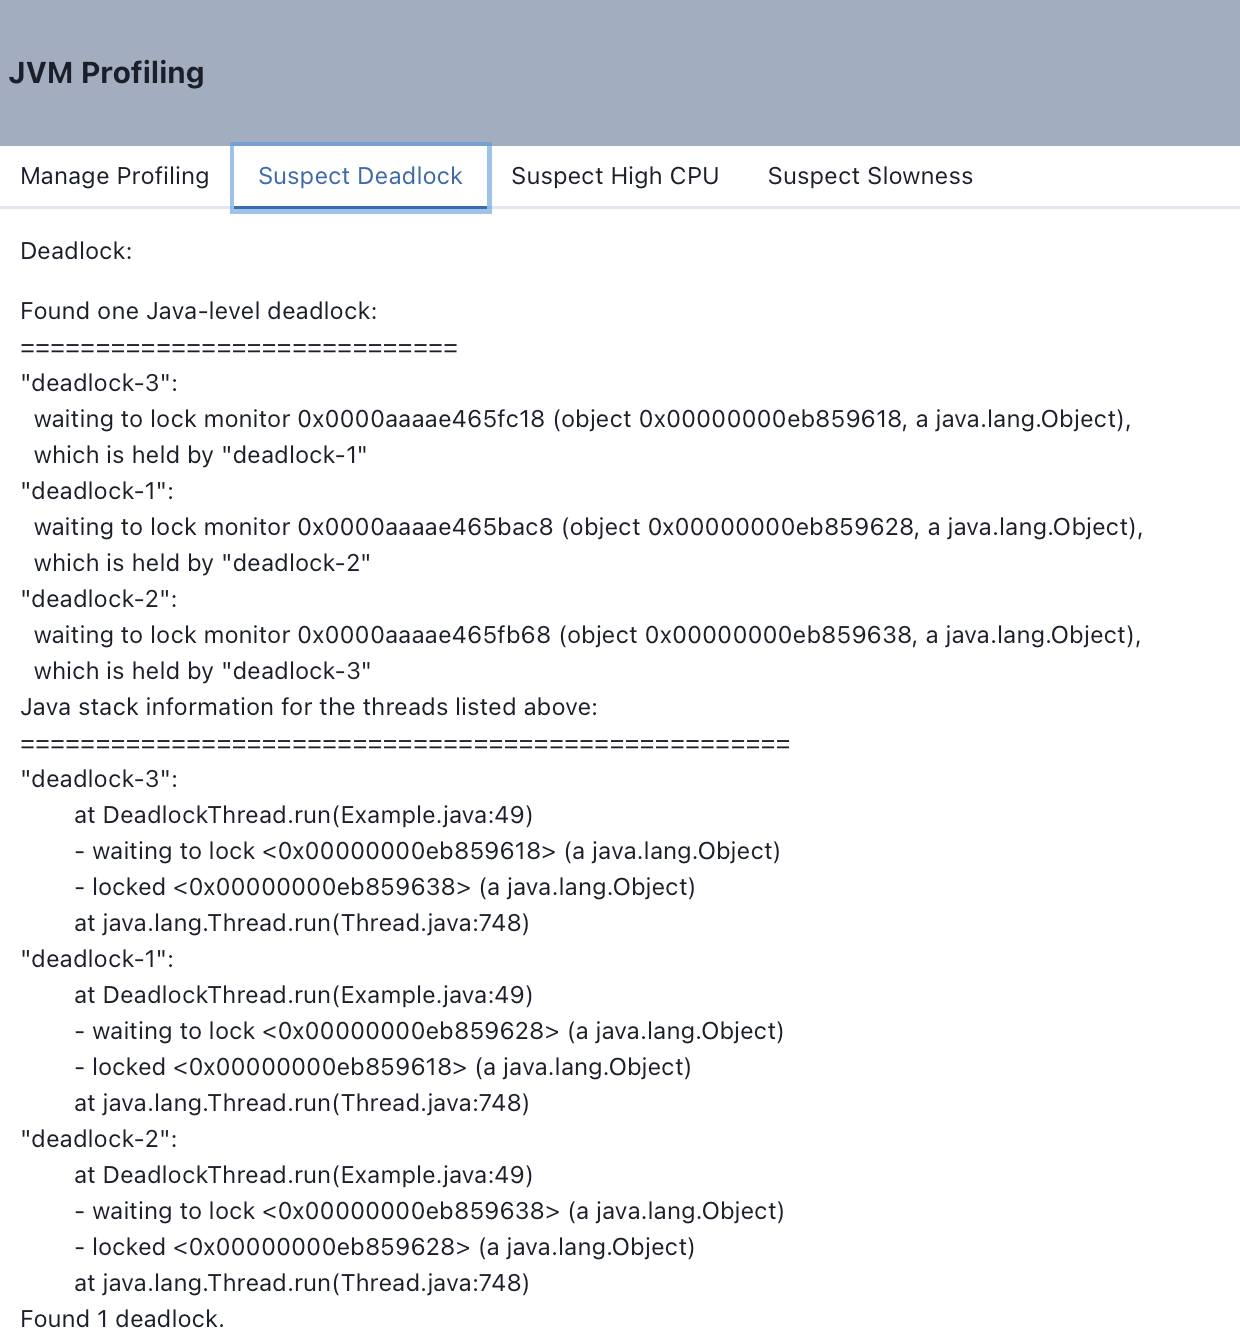 JVM Profiling
Manage Profiling Suspect Deadlock Suspect High CPU Suspect Slowness
Deadlock:
Found one Java-level deadlock:
=============================
"deadlock-3":
  waiting to lock monitor 0x0000aaaae465fc18 (object 0x00000000eb859618, a java.lang.Object),
  which is held by "deadlock-1"
"deadlock-1":
  waiting to lock monitor 0x0000aaaae465bac8 (object 0x00000000eb859628, a java.lang.Object),
  which is held by "deadlock-2"
"deadlock-2":
  waiting to lock monitor 0x0000aaaae465fb68 (object 0x00000000eb859638, a java.lang.Object),
  which is held by "deadlock-3"
Java stack information for the threads listed above:
===================================================
"deadlock-3":
        at DeadlockThread.run(Example.java:49)
        - waiting to lock <0x00000000eb859618> (a java.lang.Object)
        - locked <0x00000000eb859638> (a java.lang.Object)
        at java.lang.Thread.run(Thread.java:748)
"deadlock-1":
        at DeadlockThread.run(Example.java:49)
        - waiting to lock <0x00000000eb859628> (a java.lang.Object)
        - locked <0x00000000eb859618> (a java.lang.Object)
        at java.lang.Thread.run(Thread.java:748)
"deadlock-2":
        at DeadlockThread.run(Example.java:49)
        - waiting to lock <0x00000000eb859638> (a java.lang.Object)
        - locked <0x00000000eb859628> (a java.lang.Object)
        at java.lang.Thread.run(Thread.java:748)
Found 1 deadlock.